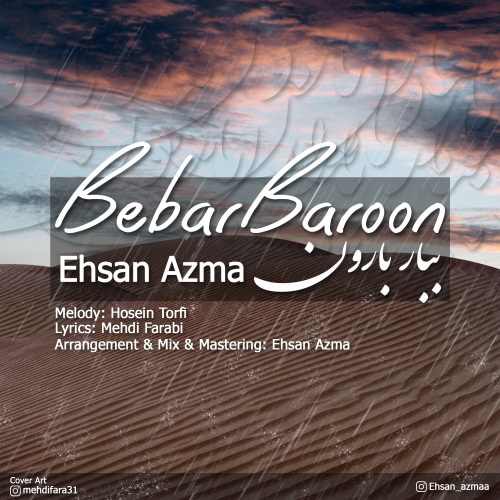 BebarBaroon
Ehsan Azma
ببار بارون
Melody: Hosein Torfi
Lyrics: Mehdi Farabi
Arrangement & Mix & Mastering: Ehsan Azma
Cover Art
mehdifara31
Ehsan_azmaa